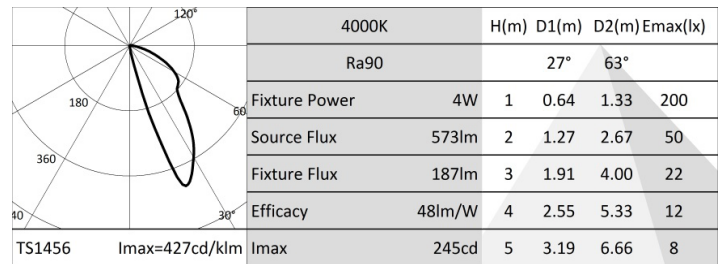 120°
180
60
360
40
30°
TS1456 Imax=427cd/klm
4000K
Ra90
Fixture Power 4W
Source Flux 573lm
Fixture Flux 187lm
Efficacy 48lm/W
Imax 245cd
H(m) D1(m) D2(m) Emax(lx)
27° 63°
1 0.64 1.33 200
2 1.27 2.67 50
3 1.91 4.00 22
4 2.55 5.33 12
5 3.19 6.66 8